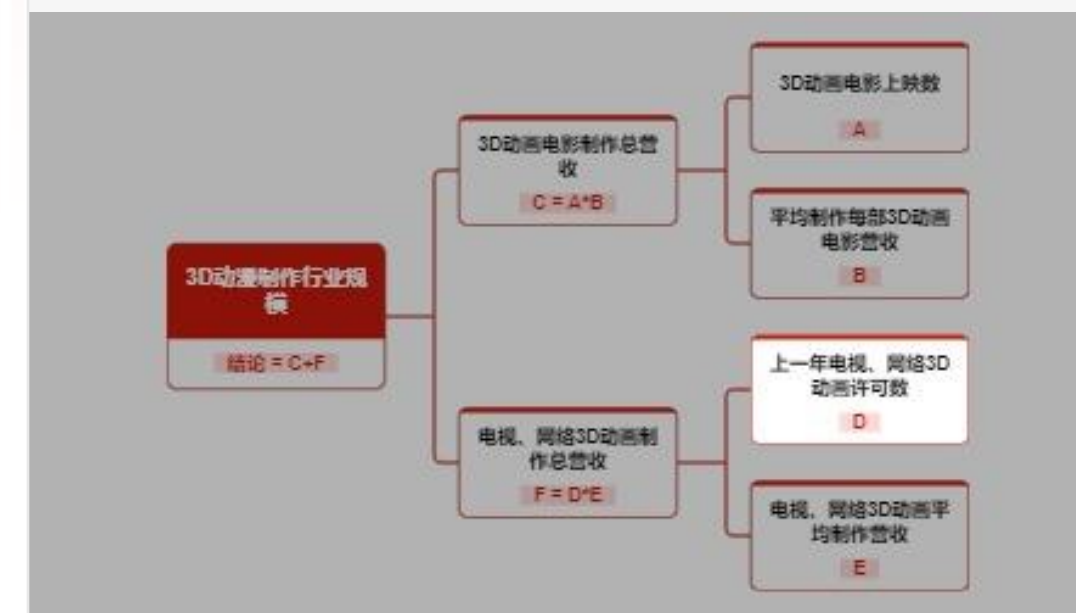 3D动画电影上映数
A
3D动画电影制作总营
收
C = A*B
平均制作每部3D动画
电影营收
B
3D动漫制作行业规
模
结论 = C+F
上一年电视、网络3D
动画许可数
D
电视、网络3D动画制
作总营收
F = D*E
电视、网络3D动画平
均制作营收
E